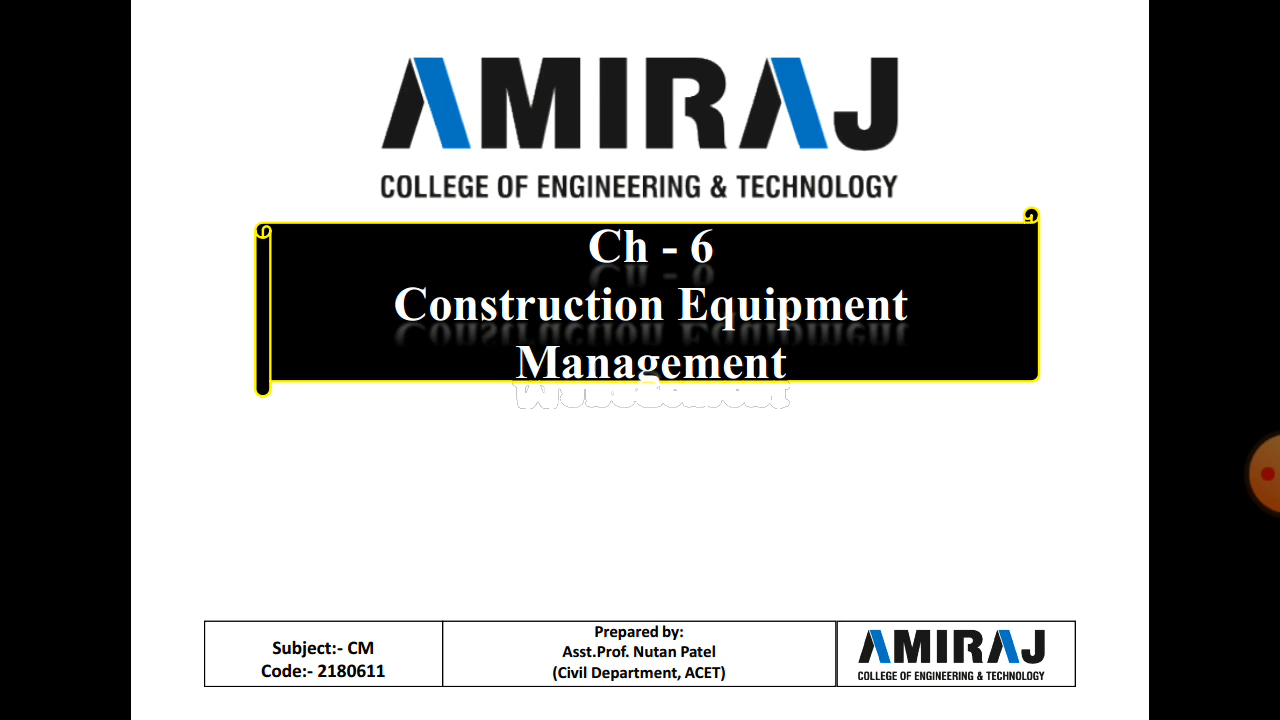 AMIRAJ
COLLEGE OF ENGINEERING & TECHNOLOGY
Ch - 6
Construction Equipment
Management
Subject:- CM
Code:- 2180611
Prepared by:
Asst.Prof. Nutan Patel
(Civil Department, ACET)
AMIRAJ
COLLEGE OF ENGINEERING & TECHNOLOGY